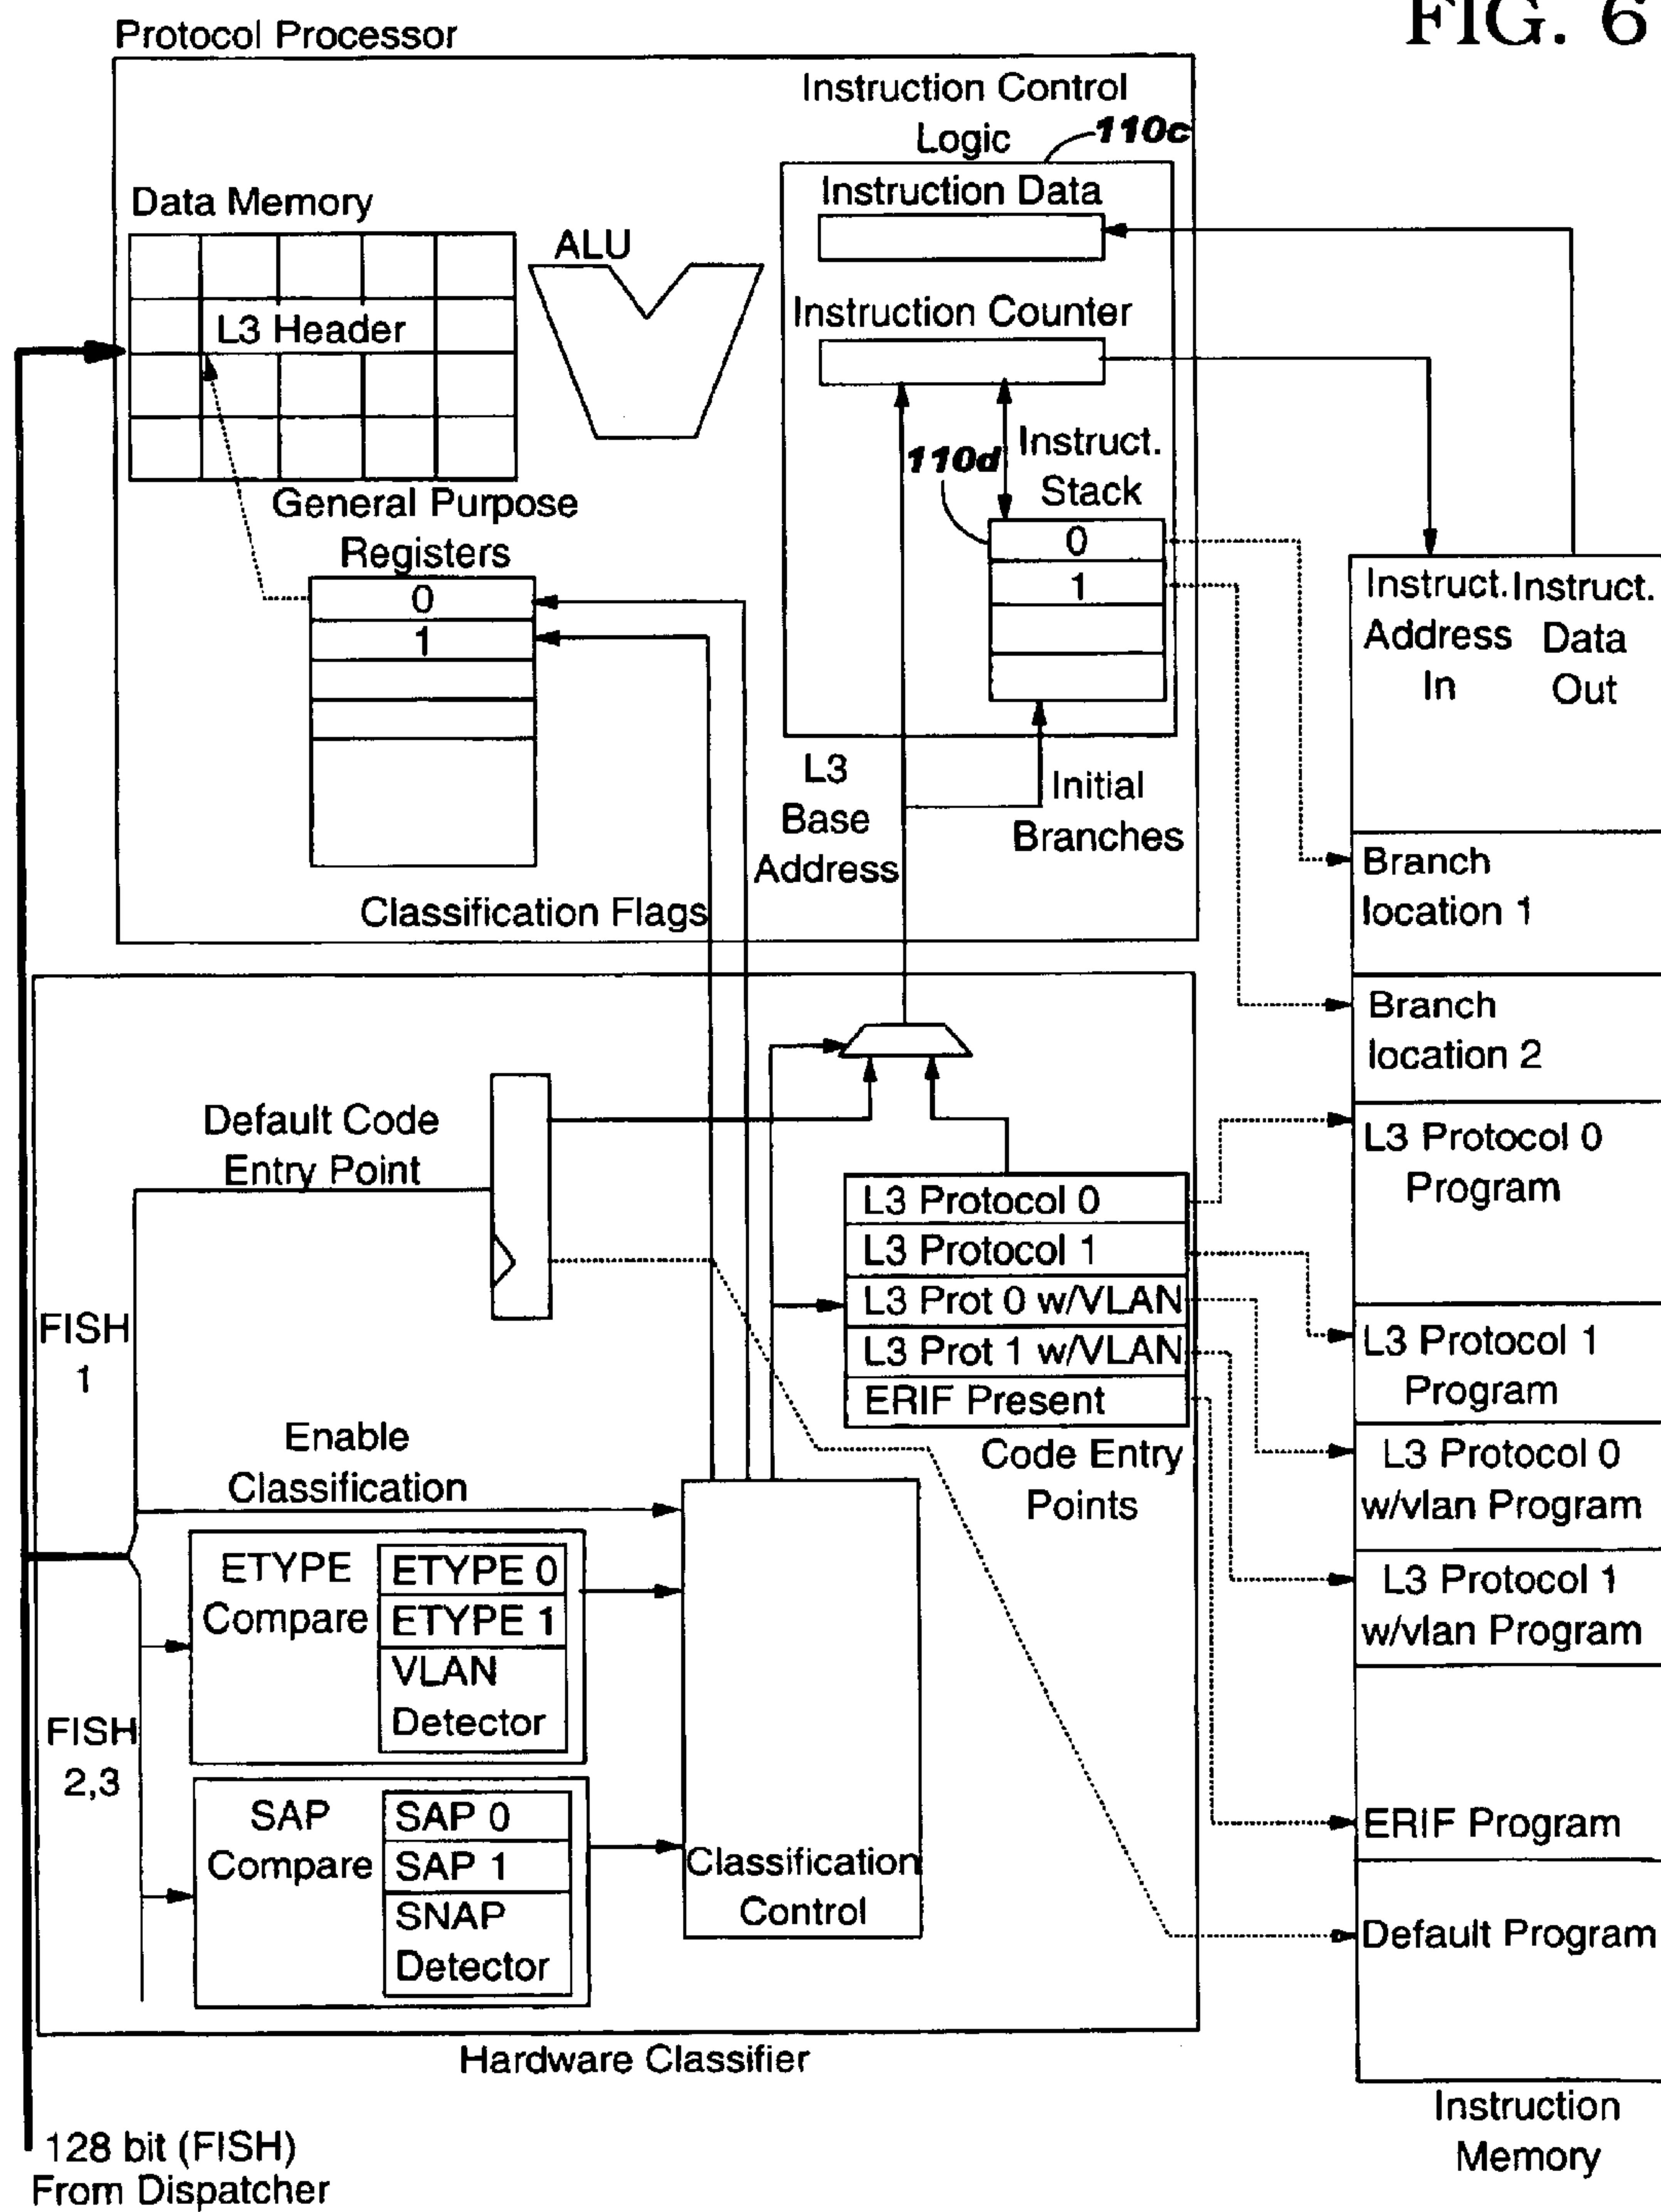 FIG. 6
Protocol Processor
Instruction Control
Logic
110c
Instruction Data
Data Memory
ALU
L3 Header
Instruction Counter
110d
Instruct.
Stack
0
1
General Purpose
Registers
0
1
Instruct.
Address
In
Instruct.
Data
Out
L3
Base
Address
Initial
Branches
Classification Flags
Branch
location 1
Branch
location 2
Default Code
Entry Point
L3 Protocol 0
L3 Protocol 1
L3 Prot 0 w/VLAN
L3 Prot 1 w/VLAN
ERIF Present
Code Entry
Points
L3 Protocol 0
Program
L3 Protocol 1
Program
L3 Protocol 0
w/vlan Program
L3 Protocol 1
w/vlan Program
ERIF Program
Default Program
FISH
1
Enable
Classification
ETYPE
Compare
ETYPE 0
ETYPE 1
VLAN
Detector
FISH
2,3
SAP
Compare
SAP 0
SAP 1
SNAP
Detector
Classification
Control
Hardware Classifier
Instruction
Memory
128 bit (FISH)
From Dispatcher